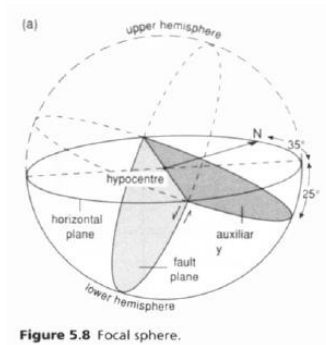 (a)
upper hemisphere
N
35°
hypocentre
25°
horizontal
plane
auxiliar
y
fault
plane
lower hemisphere
Figure 5.8 Focal sphere.